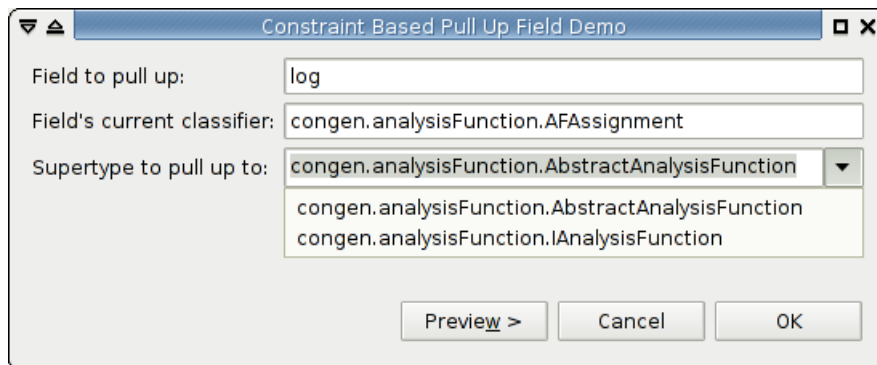 Constraint Based Pull Up Field Demo
Field to pull up: log
Field's current classifier: congen.analysisFunction.AFAssignment
Supertype to pull up to: congen.analysisFunction.AbstractAnalysisFunction
congen.analysisFunction.AbstractAnalysisFunction
congen.analysisFunction.IAnalysisFunction
Preview > Cancel OK